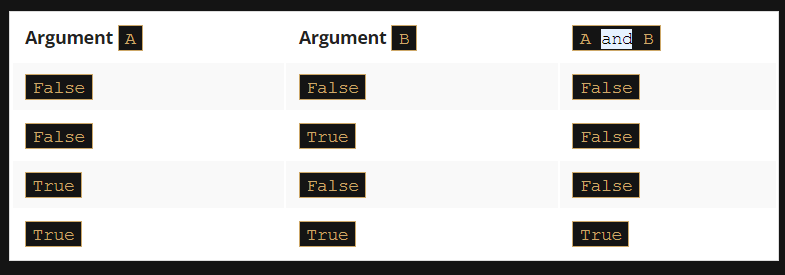 Argument A Argument B A and B
False False False
False True False
True False False
True True True